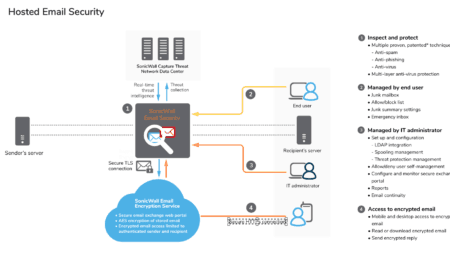 Hosted Email Security
SonicWall Capture Threat
Network Data Center
Real-time
threat
intelligence
Threat
detection
1
SonicWall
Email Security
Sender's server
Secure TLS
connection
SonicWall Email
Encryption Service
• Secure email exchange web portal
• AES encryption of stored email
• Encrypted email access limited to
authenticated sender and recipient
2
End user
Recipient's server
3
IT administrator
4
1 Inspect and protect
• Multiple proven, patented* technique
- Anti-spam
- Anti-phishing
- Anti-virus
• Multi-layer anti-virus protection
2 Managed by end user
• Junk mailbox
• Allow/block list
• Junk summary settings
• Emergency inbox
3 Managed by IT administrator
• Set up and configuration
- LDAP integration
- Spooling management
- Threat protection management
• Allow/deny user self-management
• Configure and monitor secure exchan
portal
• Reports
• Email continuity
4 Access to encrypted email
• Mobile and desktop access to encryp
email
• Read or download encrypted email
• Send encrypted reply